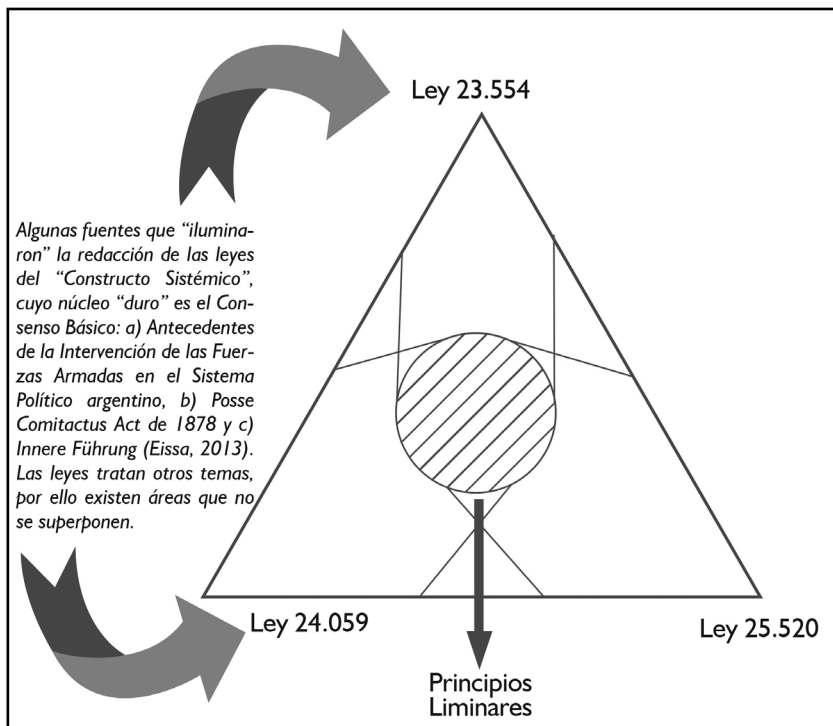 Ley 23.554
Algunas fuentes que “ilumina-
ron” la redacción de las leyes
del “Constructo Sistémico”,
cuyo núcleo “duro” es el Con-
senso Básico: a) Antecedentes
de la Intervención de las Fuer-
zas Armadas en el Sistema
Político argentino, b) Posse
Comitactus Act de 1878 y c)
Innere Führung (Eissa, 2013).
Las leyes tratan otros temas,
por ello existen áreas que no
se superponen.
Ley 24.059
Ley 25.520
Principios
Liminares